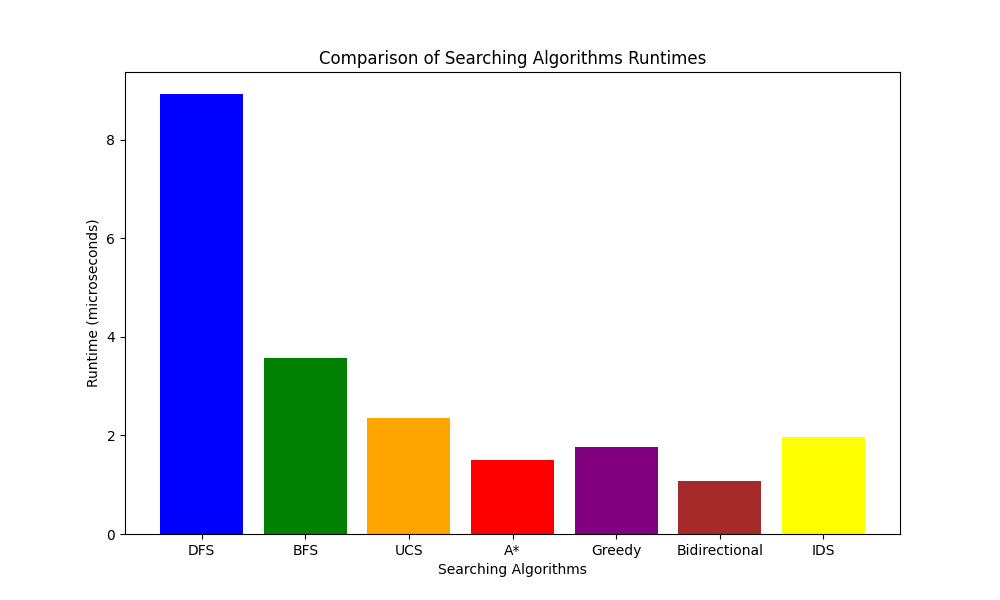 Comparison of Searching Algorithms Runtimes
Runtime (microseconds)
8
6
4
2
0
DFS BFS UCS A* Greedy Bidirectional IDS
Searching Algorithms